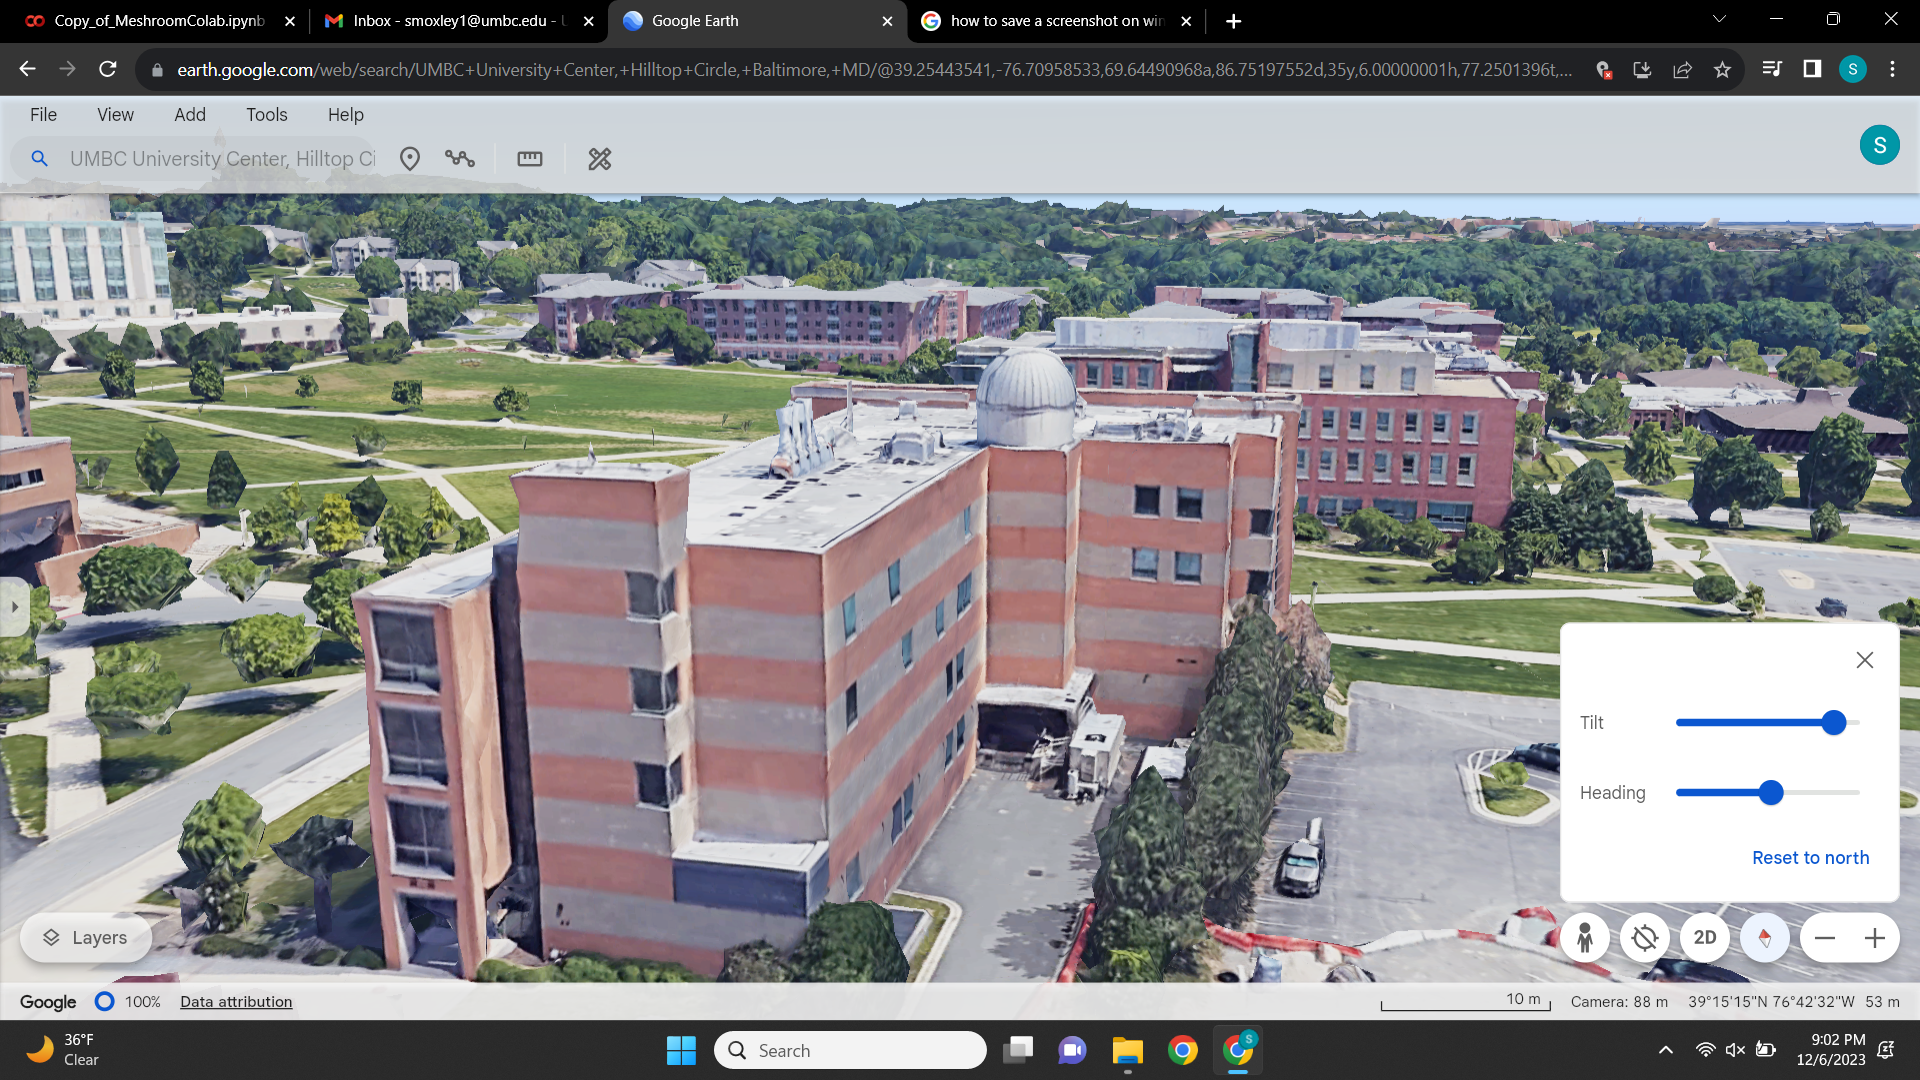 Copy_of_MeshroomColab.ipynb
Inbox - smoxley1@umbc.edu - U
Google Earth
how to save a screenshot on win
earth.google.com/web/search/UMBC+University+Center,+Hilltop+Circle,+Baltimore,+MD/@39.25443541,-76.70958533,69.64490968a,86.75197552d,35y,6.00000001h,77.2501396t,...
S
File View Add Tools Help
UMBC University Center, Hilltop Ci
S
Tilt
Heading
Reset to north
Layers
2D
Google 100% Data attribution
10 m
Camera: 88 m 39°15'15"N 76°42'32"W 53 m
36°F
Clear
Search
S
9:02 PM
12/6/2023